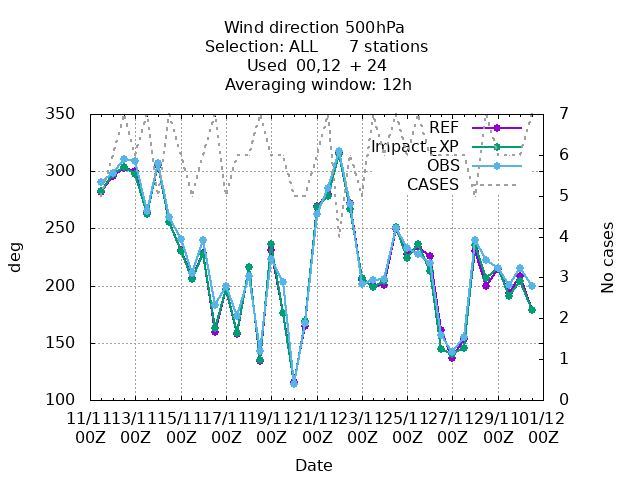 Wind direction 500hPa
Selection: ALL 7 stations
Used 00,12 + 24
Averaging window: 12h
350 7
REF
Impact_EXP
OBS
CASES
300 6
5
250 4
deg
No cases
200 3
2
150 1
100 0
11/11 13/11 15/11 17/11 19/11 21/11 23/11 25/11 27/11 29/11 01/12
00Z 00Z 00Z 00Z 00Z 00Z 00Z 00Z 00Z 00Z 00Z
Date